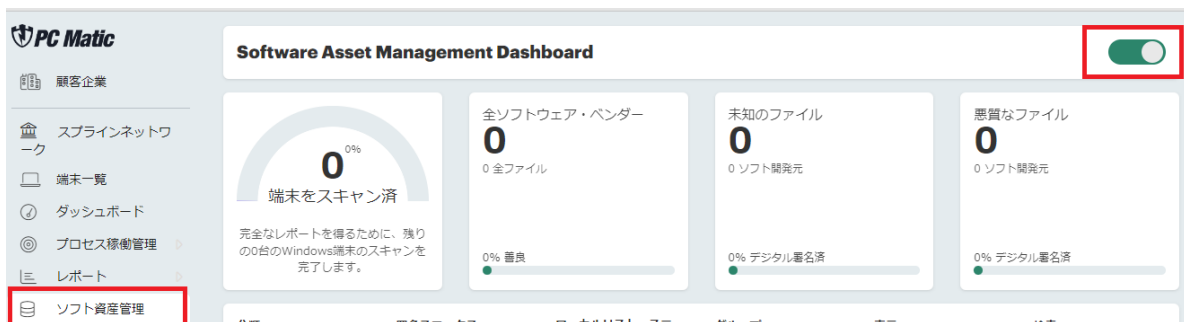 PC Matic
顧客企業
スプラインネットワ
ーク
端末一覧
ダッシュボード
プロセス稼働管理
レポート
ソフト資産管理
Software Asset Management Dashboard
0 0%
端末をスキャン済
完全なレポートを得るために、残り
の0台のWindows端末のスキャンを
完了します。
全ソフトウェア・ベンダー
0
0 全ファイル
0% 善良
未知のファイル
0
0 ソフト開発元
0% デジタル署名済
悪質なファイル
0
0 ソフト開発元
0% デジタル署名済